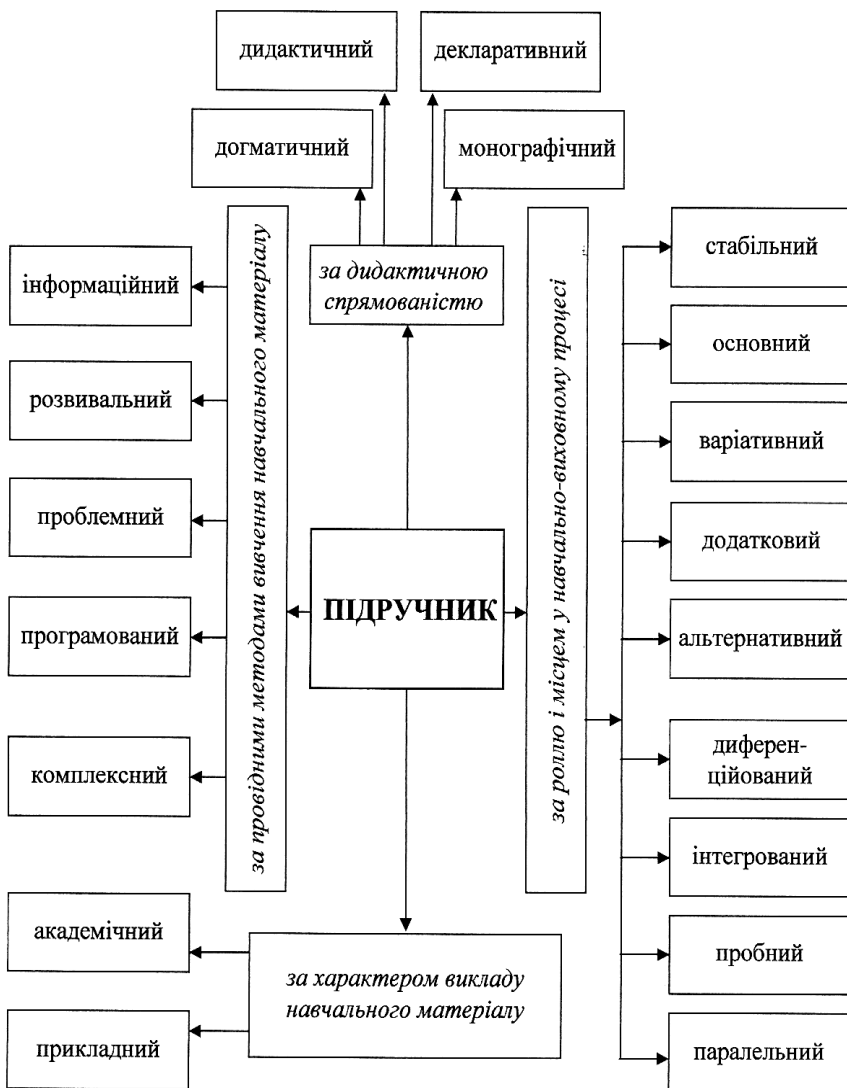 дидактичний
декларативний
догматичний
монографічний
за дидактичною
спрямованістю
за провідними методами вивчення навчального матеріалу
інформаційний
розвивальний
проблемний
програмований
комплексний
ПІДРУЧНИК
за роллю і місцем у навчально-виховному процесі
стабільний
основний
варіативний
додатковий
альтернативний
диферен-
ційований
інтегрований
пробний
паралельний
за характером викладу
навчального матеріалу
академічний
прикладний